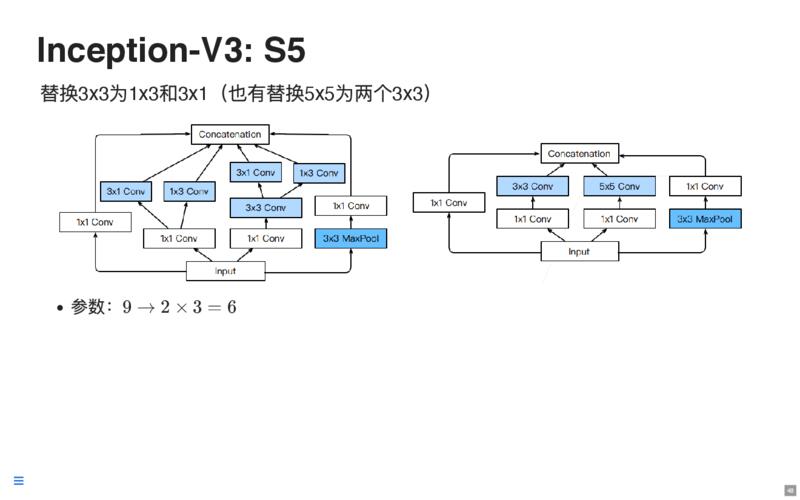 Inception-V3: S5
替换3x3为1x3和3x1（也有替换5x5为两个3x3）
Concatenation
3x1 Conv
1x3 Conv
3x1 Conv
1x3 Conv
3x3 Conv
1x1 Conv
1x1 Conv
1x1 Conv
1x1 Conv
3x3 MaxPool
Input
Concatenation
3x3 Conv
5x5 Conv
1x1 Conv
1x1 Conv
1x1 Conv
1x1 Conv
3x3 MaxPool
Input
• 参数：9 → 2 × 3 = 6
48